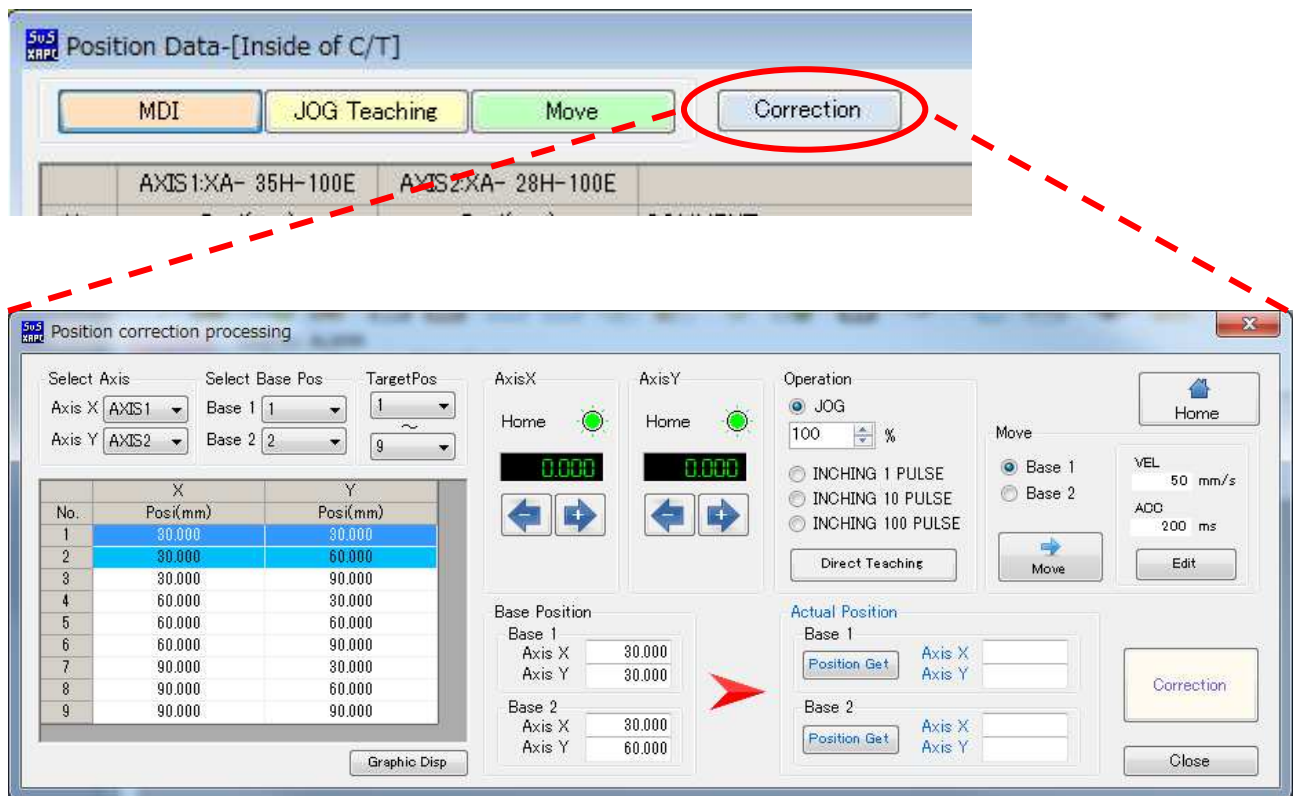 SUS XAPC Position Data-[Inside of C/T]
MDI JOG Teaching Move Correction
AXIS1:XA- 35H-100E AXIS2:XA- 28H-100E
SUS XAPC Position correction processing
Select Axis Select Base Pos TargetPos
Axis X AXIS1 Base 1 1 1
～
Axis Y AXIS2 Base 2 2 9
X Y
No. Posi(mm) Posi(mm)
1 30.000 30.000
2 30.000 60.000
3 30.000 90.000
4 60.000 30.000
5 60.000 60.000
6 60.000 90.000
7 90.000 30.000
8 90.000 60.000
9 90.000 90.000
Graphic Disp
AxisX AxisY
Home Home
0.000 0.000
Operation
JOG
100 %
INCHING 1 PULSE
INCHING 10 PULSE
INCHING 100 PULSE
Direct Teaching
Move
Base 1
Base 2
Move
Home
VEL
50 mm/s
ACC
200 ms
Edit
Base Position
Base 1
Axis X 30.000
Axis Y 30.000
Base 2
Axis X 30.000
Axis Y 60.000
Actual Position
Base 1
Position Get Axis X
Axis Y
Base 2
Position Get Axis X
Axis Y
Correction
Close